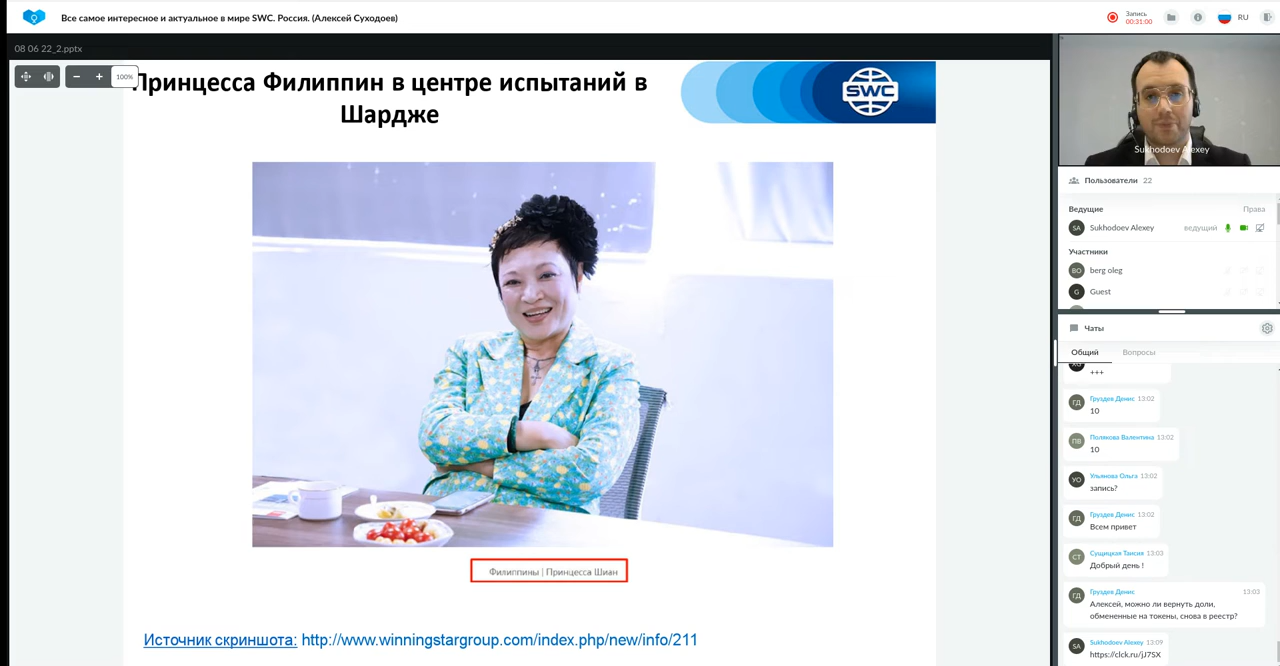 Все самое интересное и актуальное в мире SWC. Россия. (Алексей Суходоев)
Запись
00:31:00
RU
08 06 22_2.pptx
100%
Принцесса Филиппин в центре испытаний в
Шардже
SWC
Филиппины | Принцесса Шиан
Источник скриншота: http://www.winningstargroup.com/index.php/new/info/211
Sukhodoev Alexey
Пользователи 22
Ведущие Права
SA Sukhodoev Alexey ведущий
Участники
BO berg oleg
G Guest
Чаты
Общий Вопросы
+++
ГД Груздев Денис 13:02
10
ПВ Полякова Валентина 13:02
10
УО Ульянова Ольга 13:02
запись?
ГД Груздев Денис 13:02
Всем привет
СТ Сущицкая Таисия 13:03
Добрый день !
ГД Груздев Денис 13:03
Алексей, можно ли вернуть доли,
обмененные на токены, снова в реестр?
SA Sukhodoev Alexey 13:09
https://clck.ru/jJ7SX